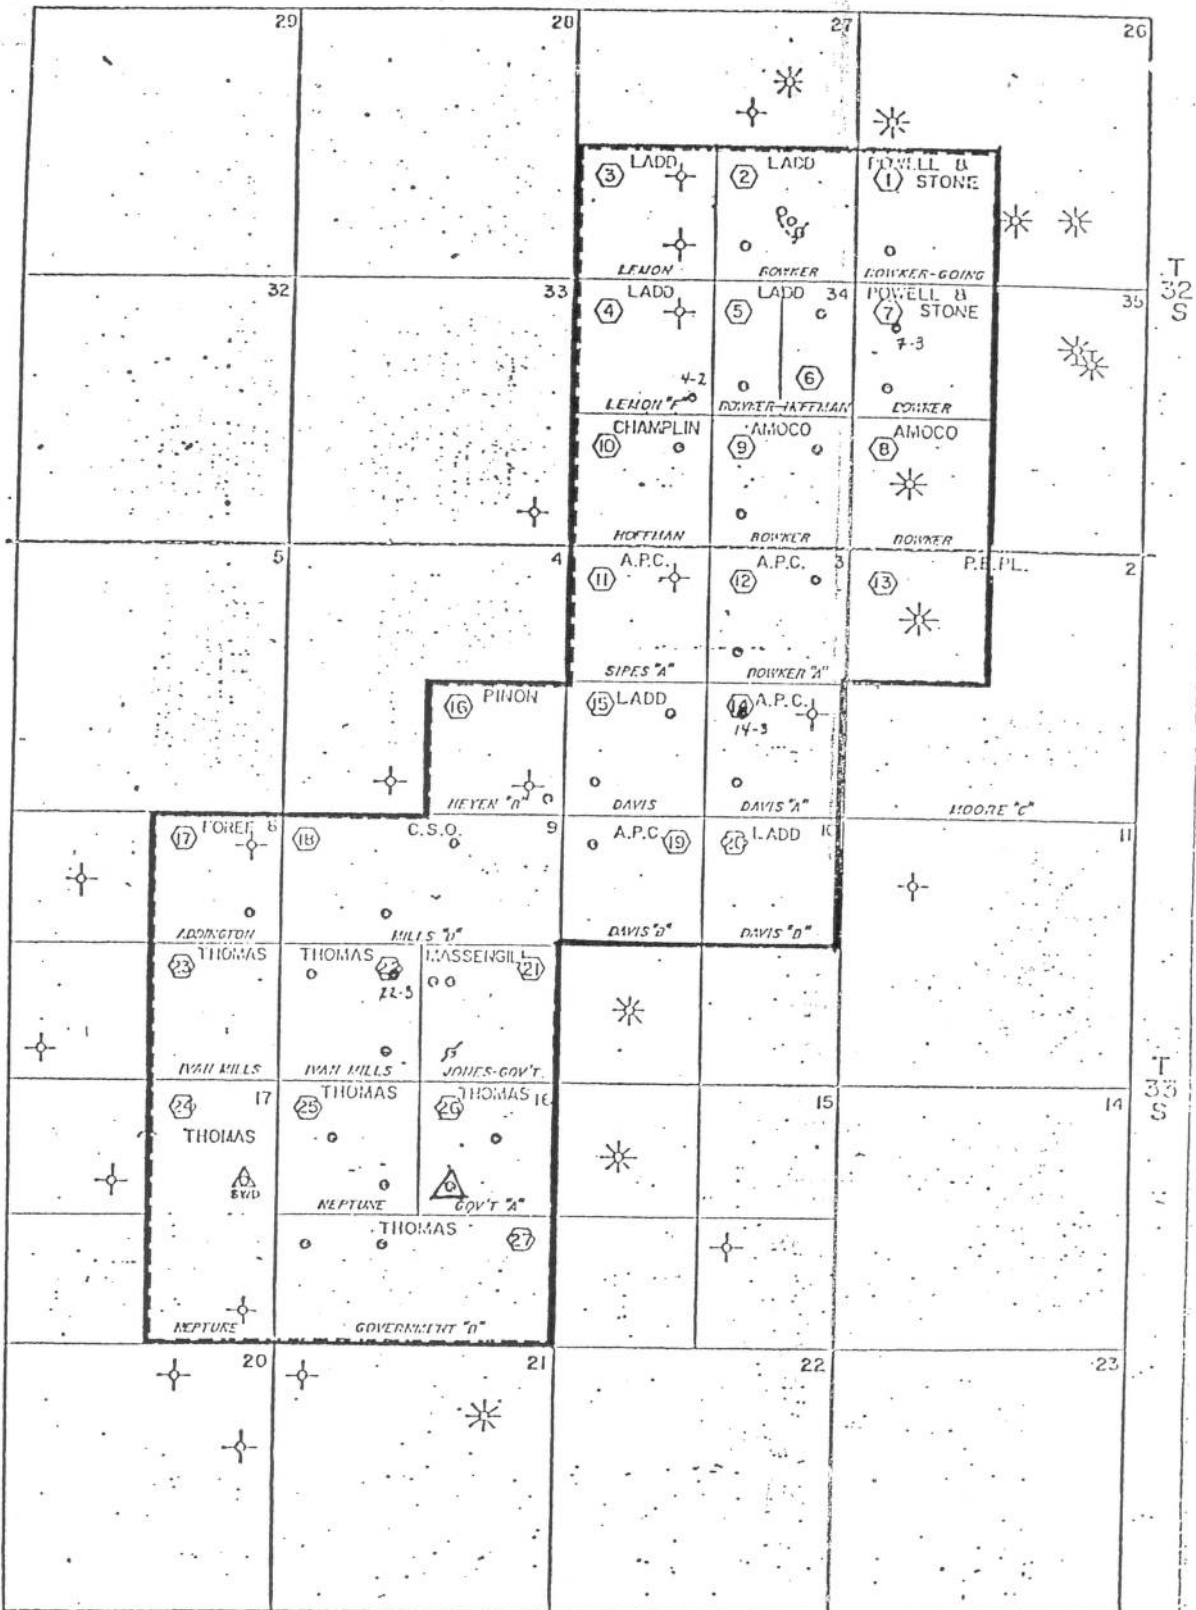 29 28 27 26
③ LADD ② LADD POWELL &
① STONE
LEMON BOWKER BOWKER-GOING
T
32
S
32 33 LADD LADD 34 POWELL & 35
④ ⑤ ⑦ STONE
7-3
4-2 ⑥
LEMON "F" BOWKER-HOFFMAN BOWKER
CHAMPLIN AMOCO AMOCO
⑩ ⑨ ⑧
HOFFMAN BOWKER BOWKER
5 4 A.P.C. A.P.C. 3 P.E.PL. 2
⑪ ⑫ ⑬
SIPES "A" BOWKER "A"
⑯ PINON ⑮ LADD ⑭ A.P.C.
14-3
DAVIS DAVIS "A" MOORE "C"
⑰ ⑱ C.S.O. 9 A.P.C. ⑲ ⑳ LADD 11
ADDINGTON MILLS DAVIS DAVIS
THOMAS THOMAS MASSENGILL
㉓ ㉒ ㉑
22-3
IVAN MILLS IVAN MILLS JONES-GOV'T.
㉔ 17 ㉕ THOMAS ㉖ THOMAS 16 15 14
THOMAS
T
33
S
SWD
NEPTUNE GOV'T "A"
THOMAS
㉗
NEPTUNE GOVERNMENT
20 21 22 23